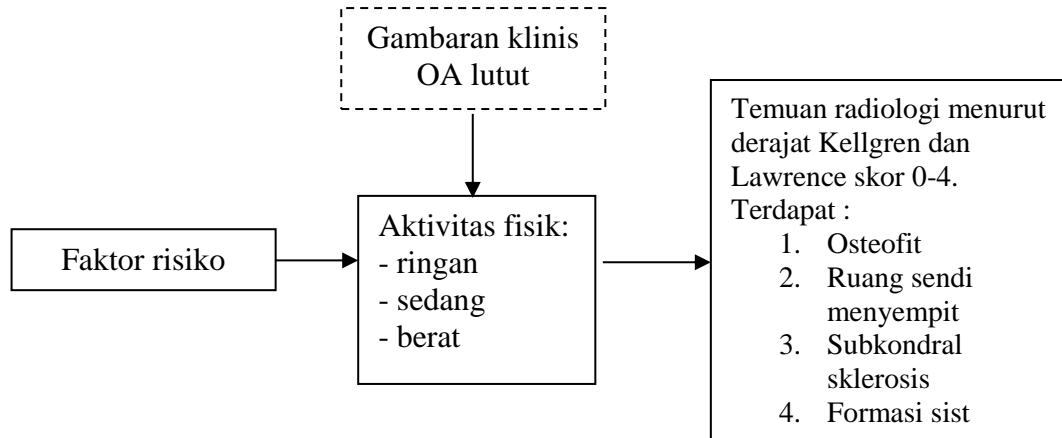 Gambaran klinis
OA lutut
Faktor risiko
Aktivitas fisik:
- ringan
- sedang
- berat
Temuan radiologi menurut
derajat Kellgren dan
Lawrence skor 0-4.
Terdapat :
1. Osteofit
2. Ruang sendi
menyempit
3. Subkondral
sklerosis
4. Formasi sist